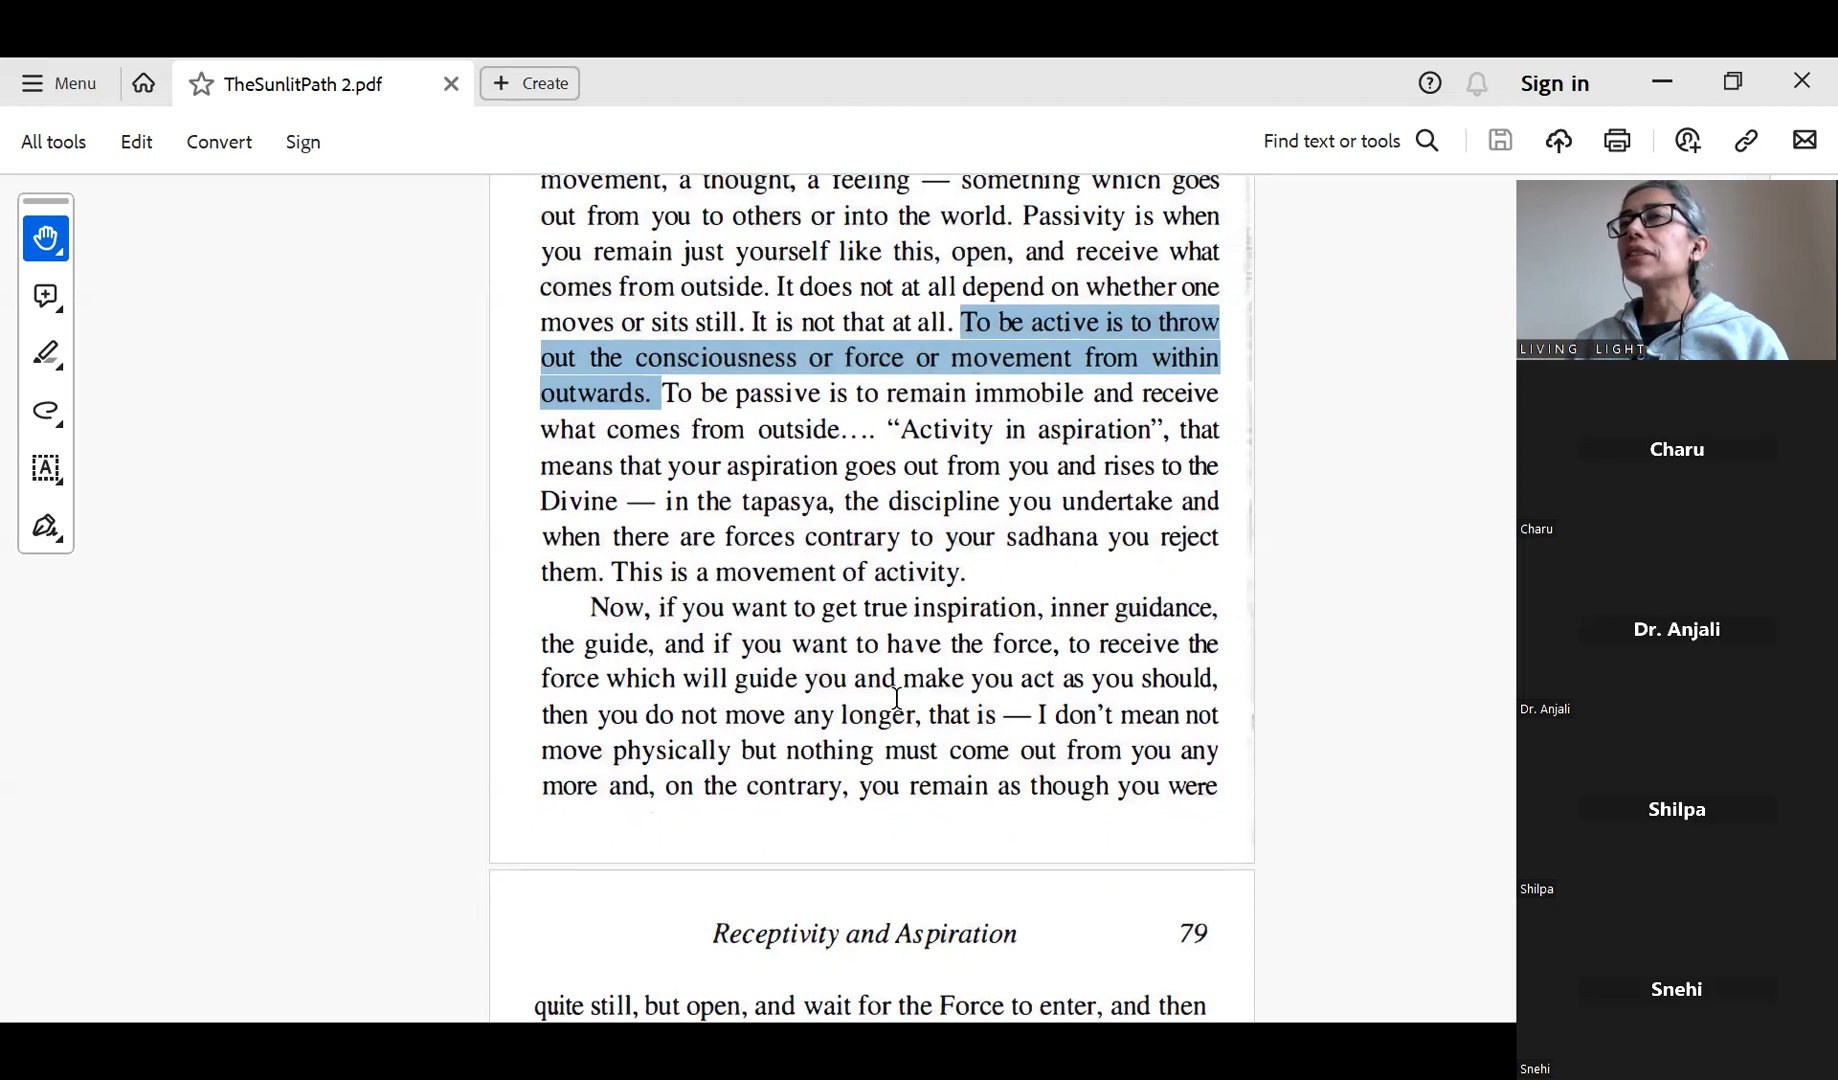 Menu
TheSunlitPath 2.pdf
Create
Sign in
All tools
Edit
Convert
Sign
Find text or tools
movement, a thought, a feeling — something which goes
out from you to others or into the world. Passivity is when
you remain just yourself like this, open, and receive what
comes from outside. It does not at all depend on whether one
moves or sits still. It is not that at all. To be active is to throw
out the consciousness or force or movement from within
outwards. To be passive is to remain immobile and receive
what comes from outside.... “Activity in aspiration”, that
means that your aspiration goes out from you and rises to the
Divine — in the tapasya, the discipline you undertake and
when there are forces contrary to your sadhana you reject
them. This is a movement of activity.
Now, if you want to get true inspiration, inner guidance,
the guide, and if you want to have the force, to receive the
force which will guide you and make you act as you should,
then you do not move any longer, that is — I don’t mean not
move physically but nothing must come out from you any
more and, on the contrary, you remain as though you were
Receptivity and Aspiration 79
quite still, but open, and wait for the Force to enter, and then
LIVING LIGHT
Charu
Charu
Dr. Anjali
Dr. Anjali
Shilpa
Shilpa
Snehi
Snehi